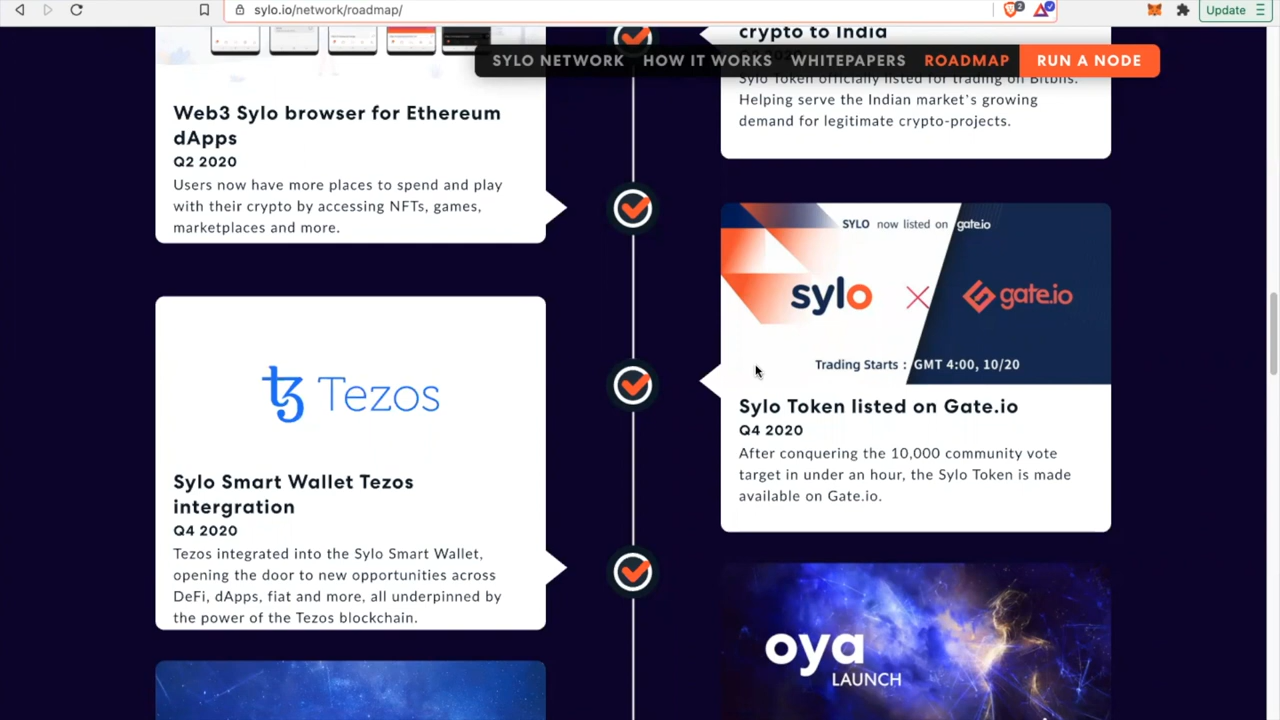 sylo.io/network/roadmap/
2
Update
SYLO NETWORK HOW IT WORKS WHITEPAPERS ROADMAP RUN A NODE
Web3 Sylo browser for Ethereum
dApps
Q2 2020
Users now have more places to spend and play
with their crypto by accessing NFTs, games,
marketplaces and more.
crypto to India
Sylo Token officially listed for trading on Bitbns.
Helping serve the Indian market's growing
demand for legitimate crypto-projects.
SYLO now listed on gate.io
sylo
gate.io
Trading Starts : GMT 4:00, 10/20
Sylo Token listed on Gate.io
Q4 2020
After conquering the 10,000 community vote
target in under an hour, the Sylo Token is made
available on Gate.io.
Tezos
Sylo Smart Wallet Tezos
intergration
Q4 2020
Tezos integrated into the Sylo Smart Wallet,
opening the door to new opportunities across
DeFi, dApps, fiat and more, all underpinned by
the power of the Tezos blockchain.
oya
LAUNCH